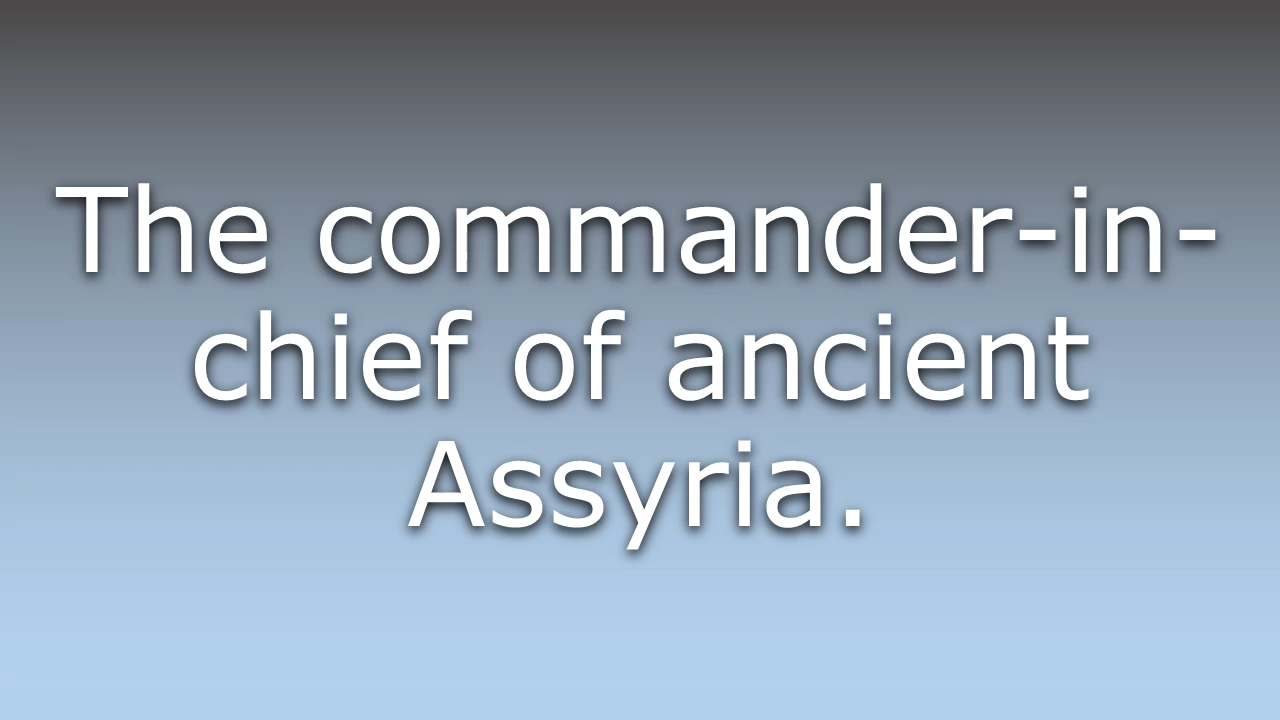 The commander-in-
chief of ancient
Assyria.